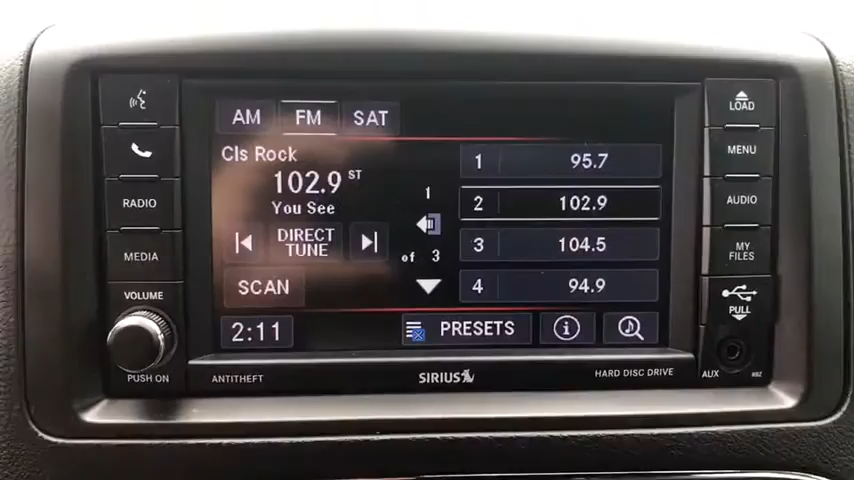 AM FM SAT
Cls Rock
102.9 ST
You See
DIRECT
TUNE
SCAN
2:11
1
of 3
1 95.7
2 102.9
3 104.5
4 94.9
PRESETS
RADIO
MEDIA
VOLUME
PUSH ON
ANTITHEFT
SIRIUS
HARD DISC DRIVE
LOAD
MENU
AUDIO
MY
FILES
PULL
AUX RBZ